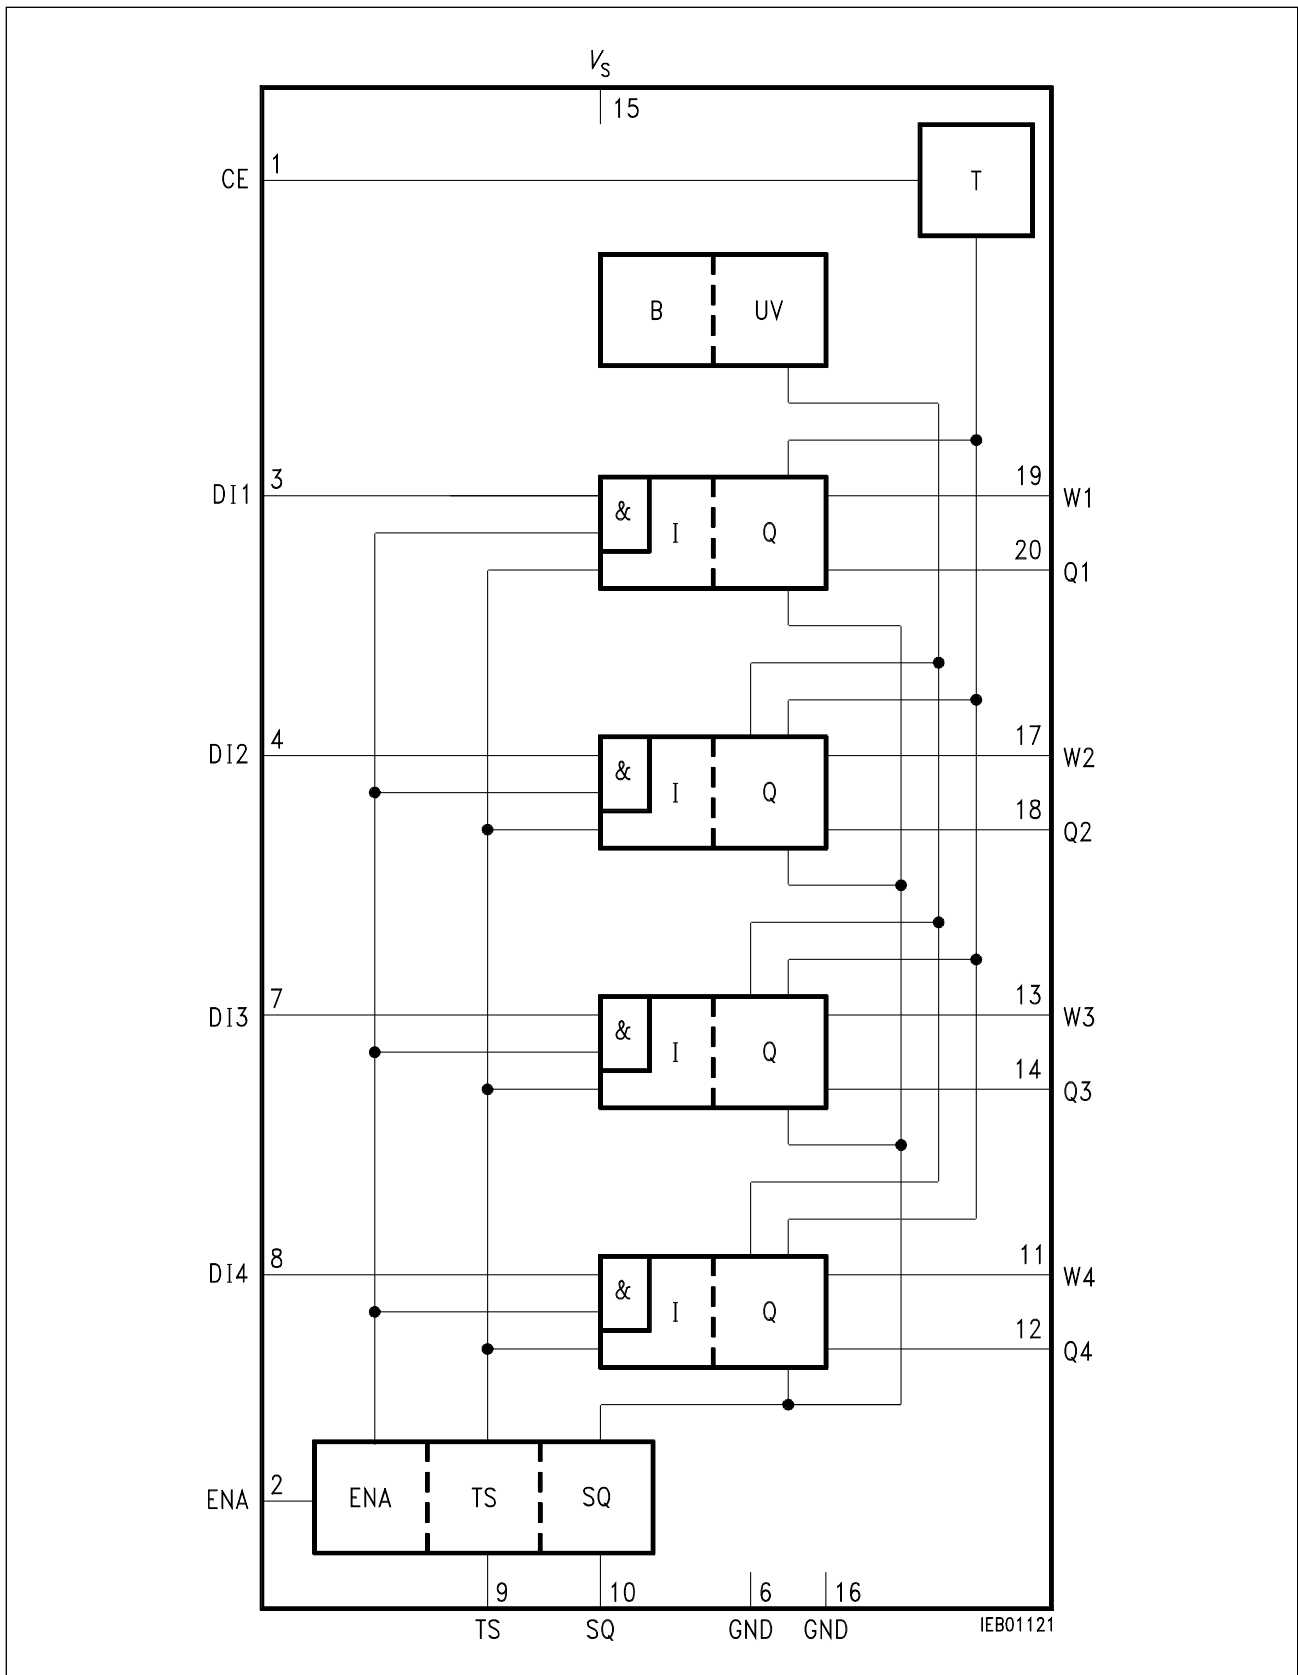 VS
15
1
CE
T
B
UV
3
19
DI1
W1
&
I
Q
20
Q1
4
17
DI2
W2
&
I
Q
18
Q2
7
13
DI3
W3
&
I
Q
14
Q3
8
11
DI4
W4
&
I
Q
12
Q4
2
ENA
ENA
TS
SQ
9
10
6
16
TS
SQ
GND
GND
IEB01121